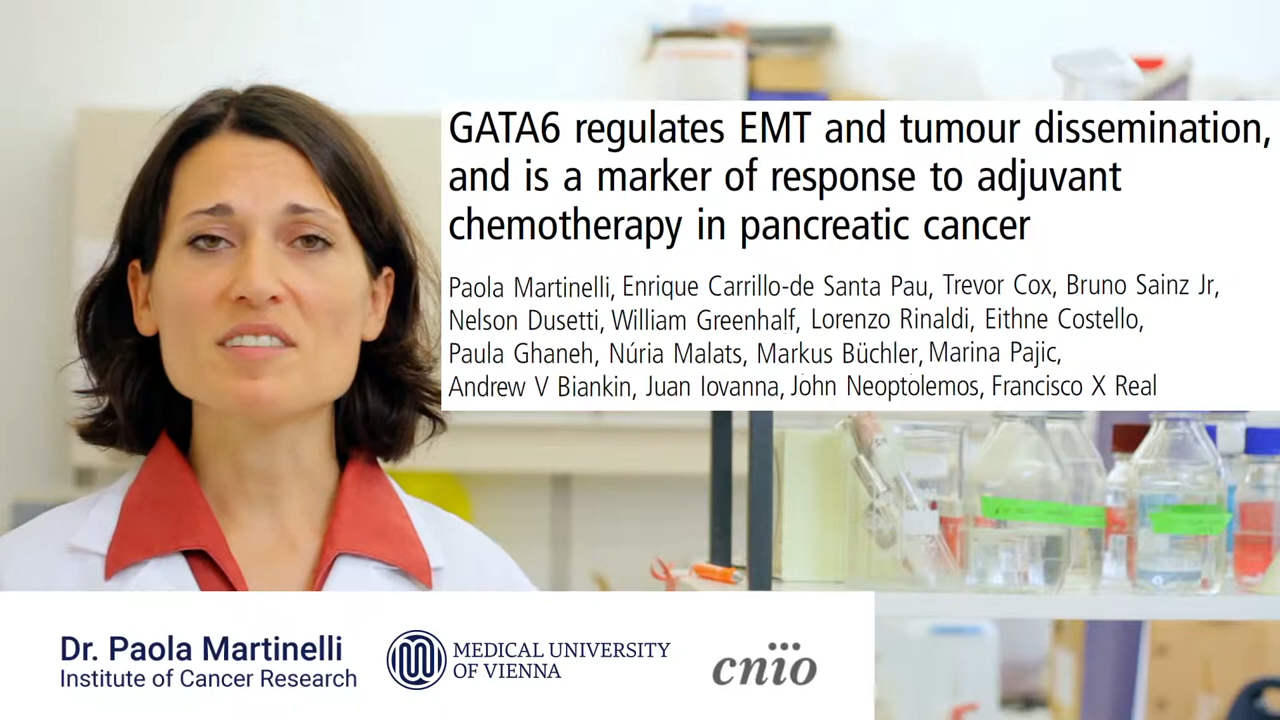 GATA6 regulates EMT and tumour dissemination,
and is a marker of response to adjuvant
chemotherapy in pancreatic cancer
Paola Martinelli, Enrique Carrillo-de Santa Pau, Trevor Cox, Bruno Sainz Jr,
Nelson Dusetti, William Greenhalf, Lorenzo Rinaldi, Eithne Costello,
Paula Ghaneh, Núria Malats, Markus Büchler, Marina Pajic,
Andrew V Biankin, Juan Iovanna, John Neoptolemos, Francisco X Real
Dr. Paola Martinelli
Institute of Cancer Research
MEDICAL UNIVERSITY
OF VIENNA
cnio